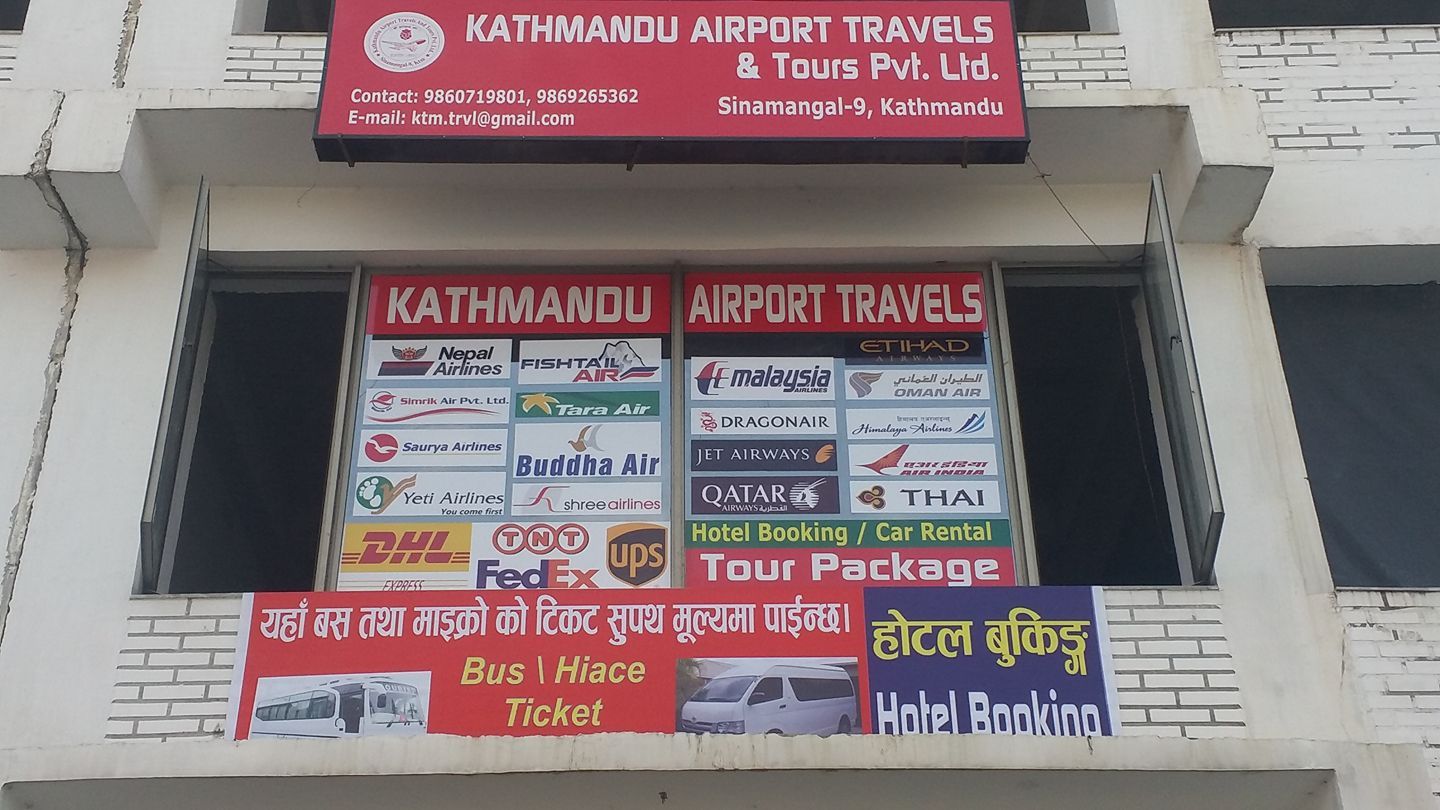 KATHMANDU AIRPORT TRAVELS
& Tours Pvt. Ltd.
Contact: 9860719801, 9869265362
E-mail: ktm.trvl@gmail.com
Sinamangal-9, Kathmandu
KATHMANDU
Nepal
Airlines
FISHTAIL
AIR
Simrik Air Pvt. Ltd.
Tara Air
Saurya Airlines
Buddha Air
Yeti Airlines
You come first
shree airlines
DHL
EXPRESS
TNT
FedEx
ups
AIRPORT TRAVELS
ETIHAD
AIRWAYS
malaysia
AIRLINES
الطيران العماني
OMAN AIR
DRAGONAIR
Himalaya Airlines
JET AIRWAYS
एअर इंडिया
AIR INDIA
QATAR
AIRWAYS القطرية
THAI
Hotel Booking / Car Rental
Tour Package
यहाँ बस तथा माइक्रो को टिकट सुपथ मूल्यमा पाईन्छ।
Bus \ Hiace
Ticket
होटल बुकिङ्ग
Hotel Booking